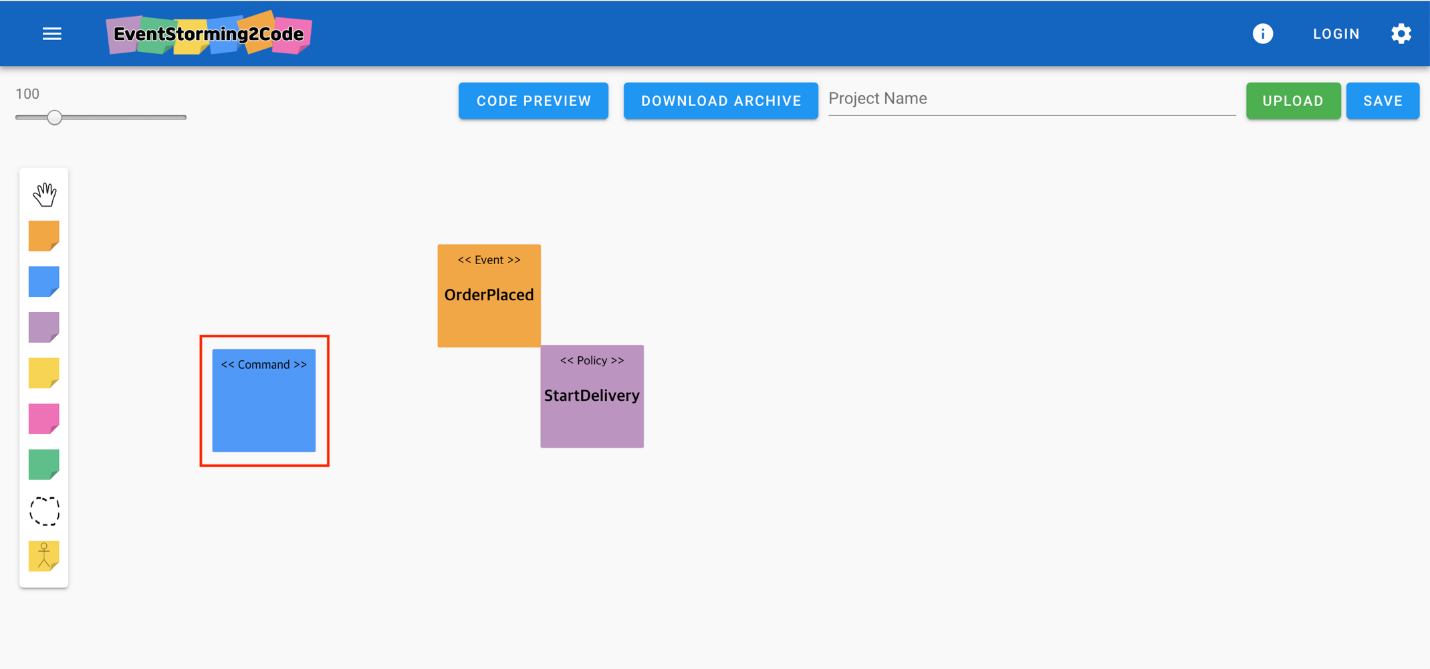 EventStorming2Code
LOGIN
100
CODE PREVIEW
DOWNLOAD ARCHIVE
Project Name
UPLOAD
SAVE
<< Event >>
OrderPlaced
<< Command >>
<< Policy >>
StartDelivery